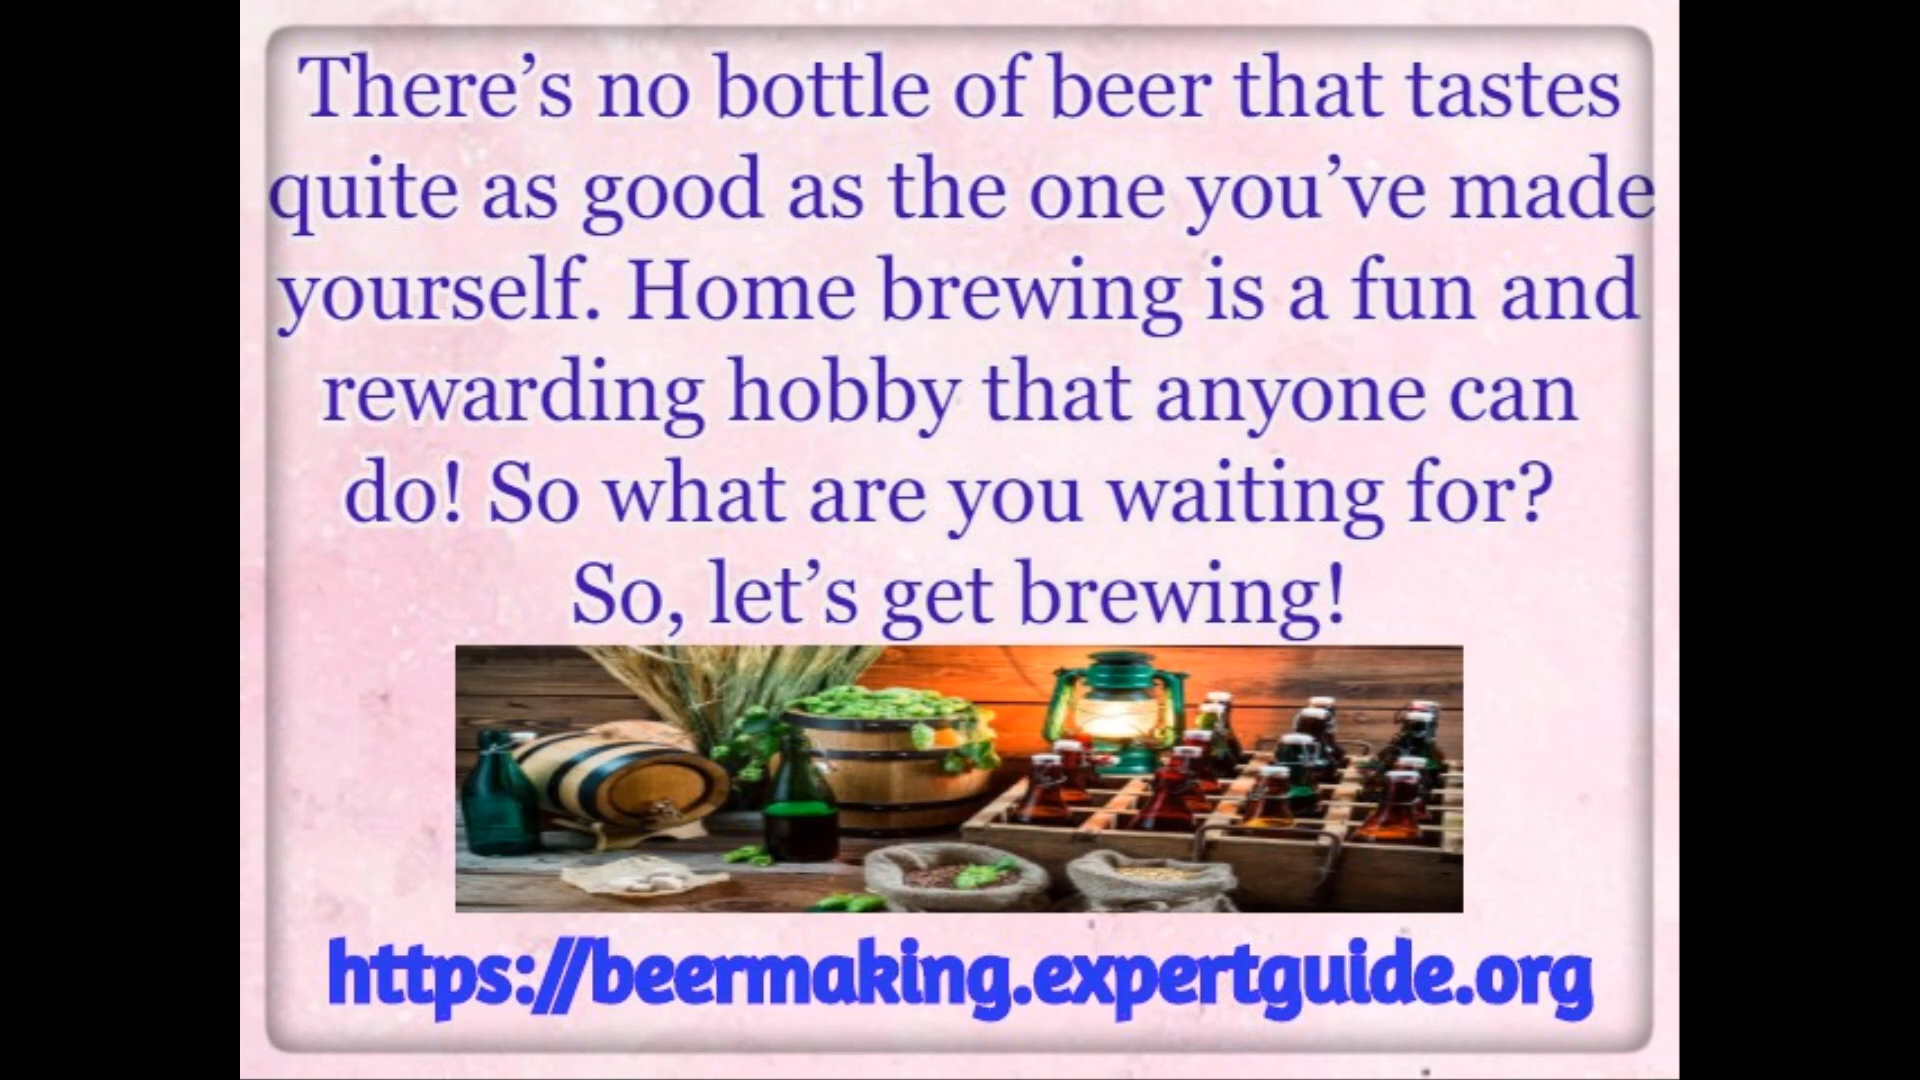 There’s no bottle of beer that tastes
quite as good as the one you’ve made
yourself. Home brewing is a fun and
rewarding hobby that anyone can
do! So what are you waiting for?
So, let’s get brewing!
https://beermaking.expertguide.org